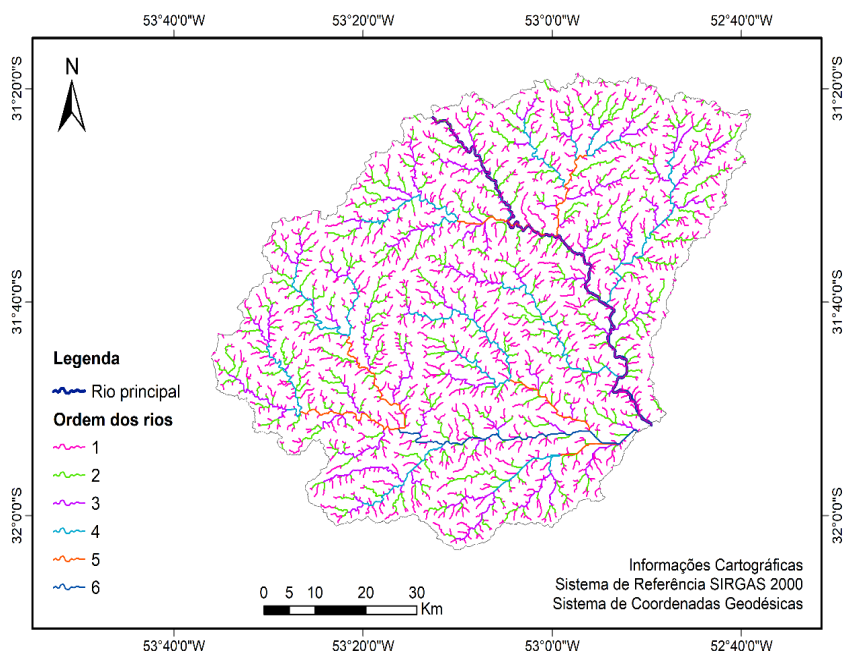 53°40'0"W 53°20'0"W 53°0'0"W 52°40'0"W
31°20'0"S 31°20'0"S
N
31°40'0"S 31°40'0"S
Legenda
Rio principal
Ordem dos rios
1
2
3
4
5
6
32°0'0"S 32°0'0"S
Informações Cartográficas
Sistema de Referência SIRGAS 2000
Sistema de Coordenadas Geodésicas
0 5 10 20 30
Km
53°40'0"W 53°20'0"W 53°0'0"W 52°40'0"W